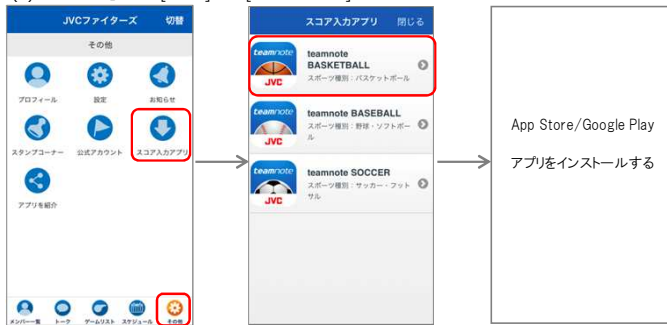 JVCファイターズ 切替
その他
プロフィール 設定 お知らせ
スタンプコーナー 公式アカウント スコア入力アプリ
アプリを紹介
メンバー一覧 トーク ゲームリスト スケジュール その他
スコア入力アプリ 閉じる
teamnote
JVC
teamnote
BASKETBALL
スポーツ種別：バスケットボール
teamnote
JVC
teamnote BASEBALL
スポーツ種別：野球・ソフトボー
ル
teamnote
JVC
teamnote SOCCER
スポーツ種別：サッカー・フット
サル
App Store/Google Play
アプリをインストールする